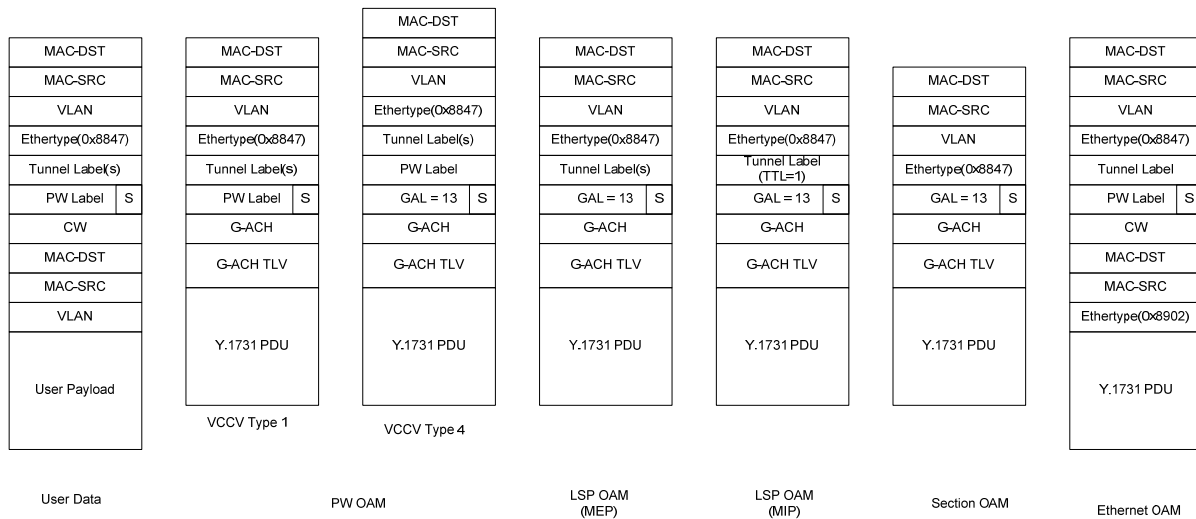 MAC-DST
MAC-SRC
VLAN
Ethertype(0x8847)
Tunnel Label(s)
PW Label S
CW
MAC-DST
MAC-SRC
VLAN
User Payload
User Data
MAC-DST
MAC-SRC
VLAN
Ethertype(0x8847)
Tunnel Label(s)
PW Label S
G-ACH
G-ACH TLV
Y.1731 PDU
VCCV Type 1
MAC-DST
MAC-SRC
VLAN
Ethertype(0x8847)
Tunnel Label(s)
PW Label
GAL = 13 S
G-ACH
G-ACH TLV
Y.1731 PDU
VCCV Type 4
PW OAM
MAC-DST
MAC-SRC
VLAN
Ethertype(0x8847)
Tunnel Label(s)
GAL = 13 S
G-ACH
G-ACH TLV
Y.1731 PDU
LSP OAM
(MEP)
MAC-DST
MAC-SRC
VLAN
Ethertype(0x8847)
Tunnel Label
(TTL=1)
GAL = 13 S
G-ACH
G-ACH TLV
Y.1731 PDU
LSP OAM
(MIP)
MAC-DST
MAC-SRC
VLAN
Ethertype(0x8847)
GAL = 13 S
G-ACH
G-ACH TLV
Y.1731 PDU
Section OAM
MAC-DST
MAC-SRC
VLAN
Ethertype(0x8847)
Tunnel Label
PW Label S
CW
MAC-DST
MAC-SRC
Ethertype(0x8902)
Y.1731 PDU
Ethernet OAM